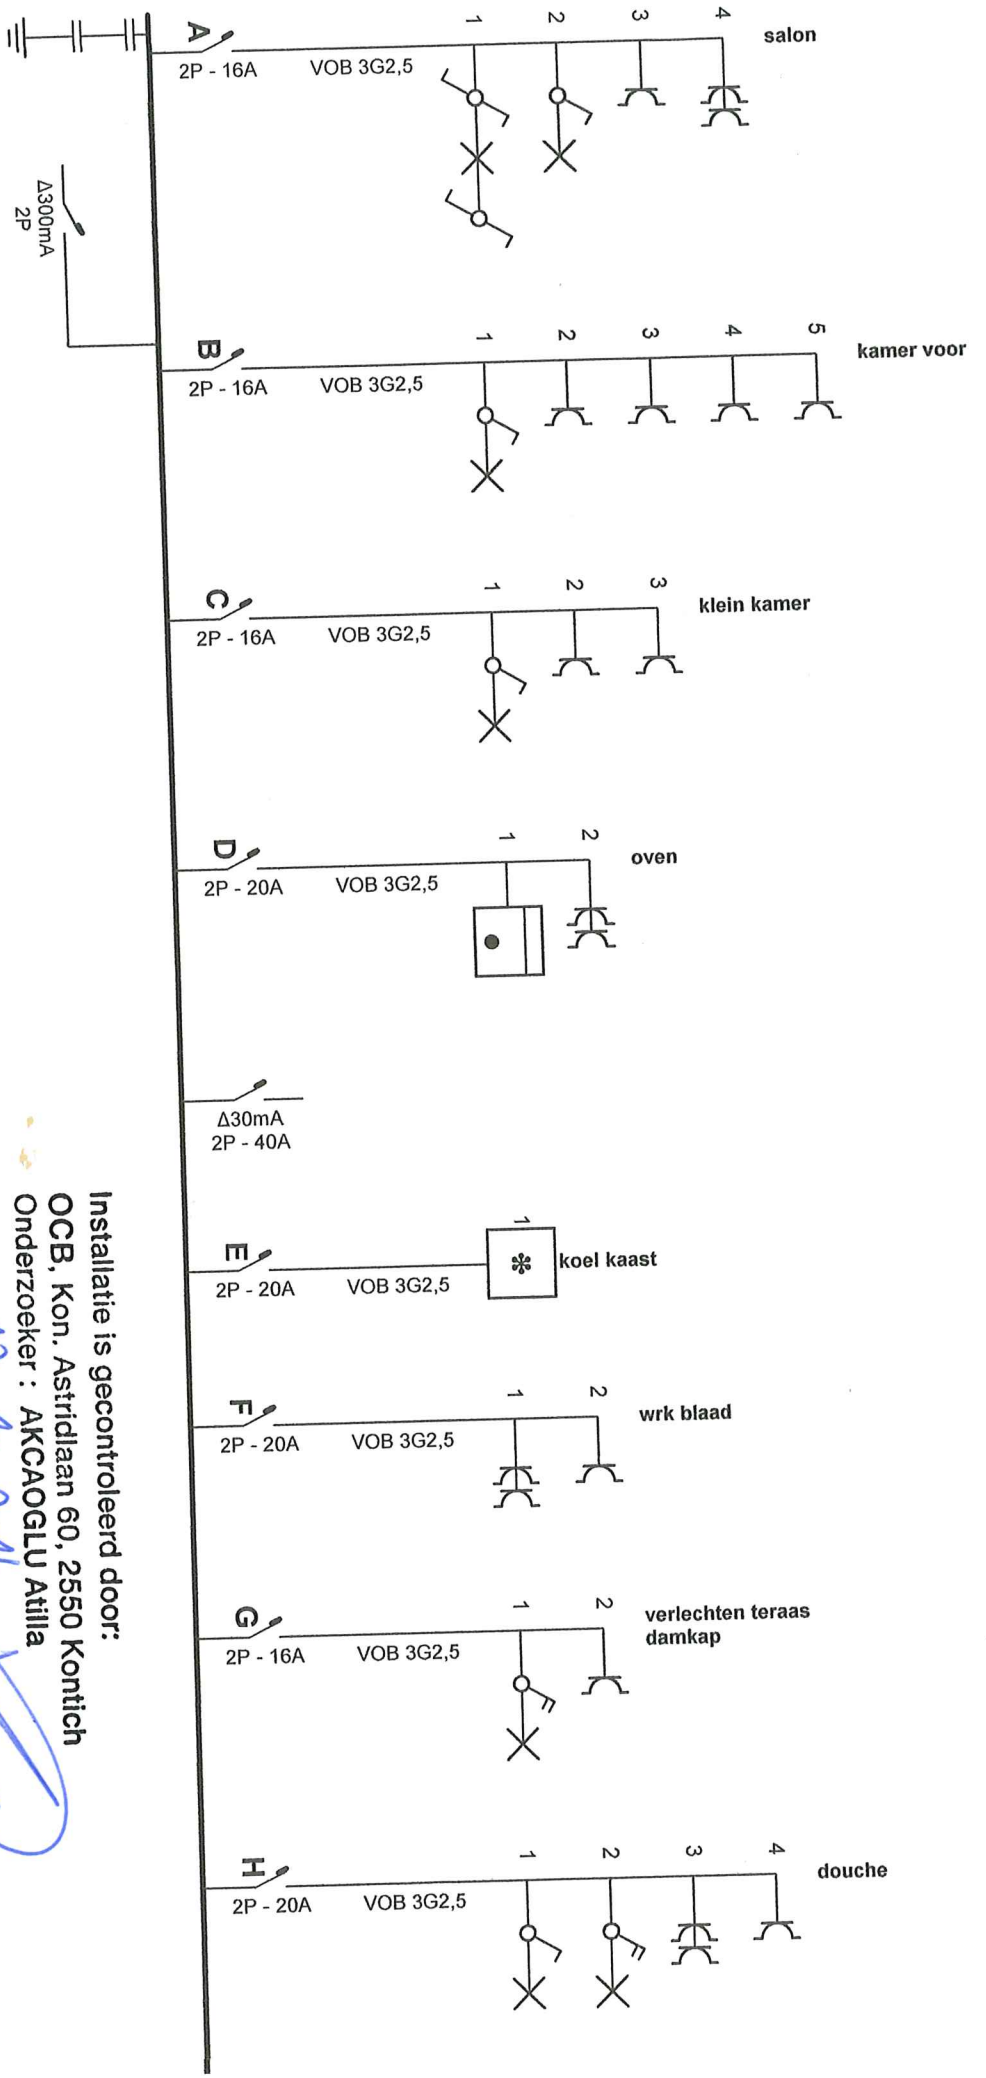 salon
4
3
2
1
A
2P - 16A
VOB 3G2,5
Δ300mA
2P
kamer voor
5
4
3
2
1
B
2P - 16A
VOB 3G2,5
klein kamer
3
2
1
C
2P - 16A
VOB 3G2,5
oven
2
1
D
2P - 20A
VOB 3G2,5
Δ30mA
2P - 40A
koel kaast
1
E
2P - 20A
VOB 3G2,5
wrk blaad
2
1
F
2P - 20A
VOB 3G2,5
verlechten teraas
damkap
2
1
G
2P - 16A
VOB 3G2,5
douche
4
3
2
1
H
2P - 20A
VOB 3G2,5
Installatie is gecontroleerd door:
OCB, Kon. Astridlaan 60, 2550 Kontich
Onderzoeker : AKCAOGLU Atilla